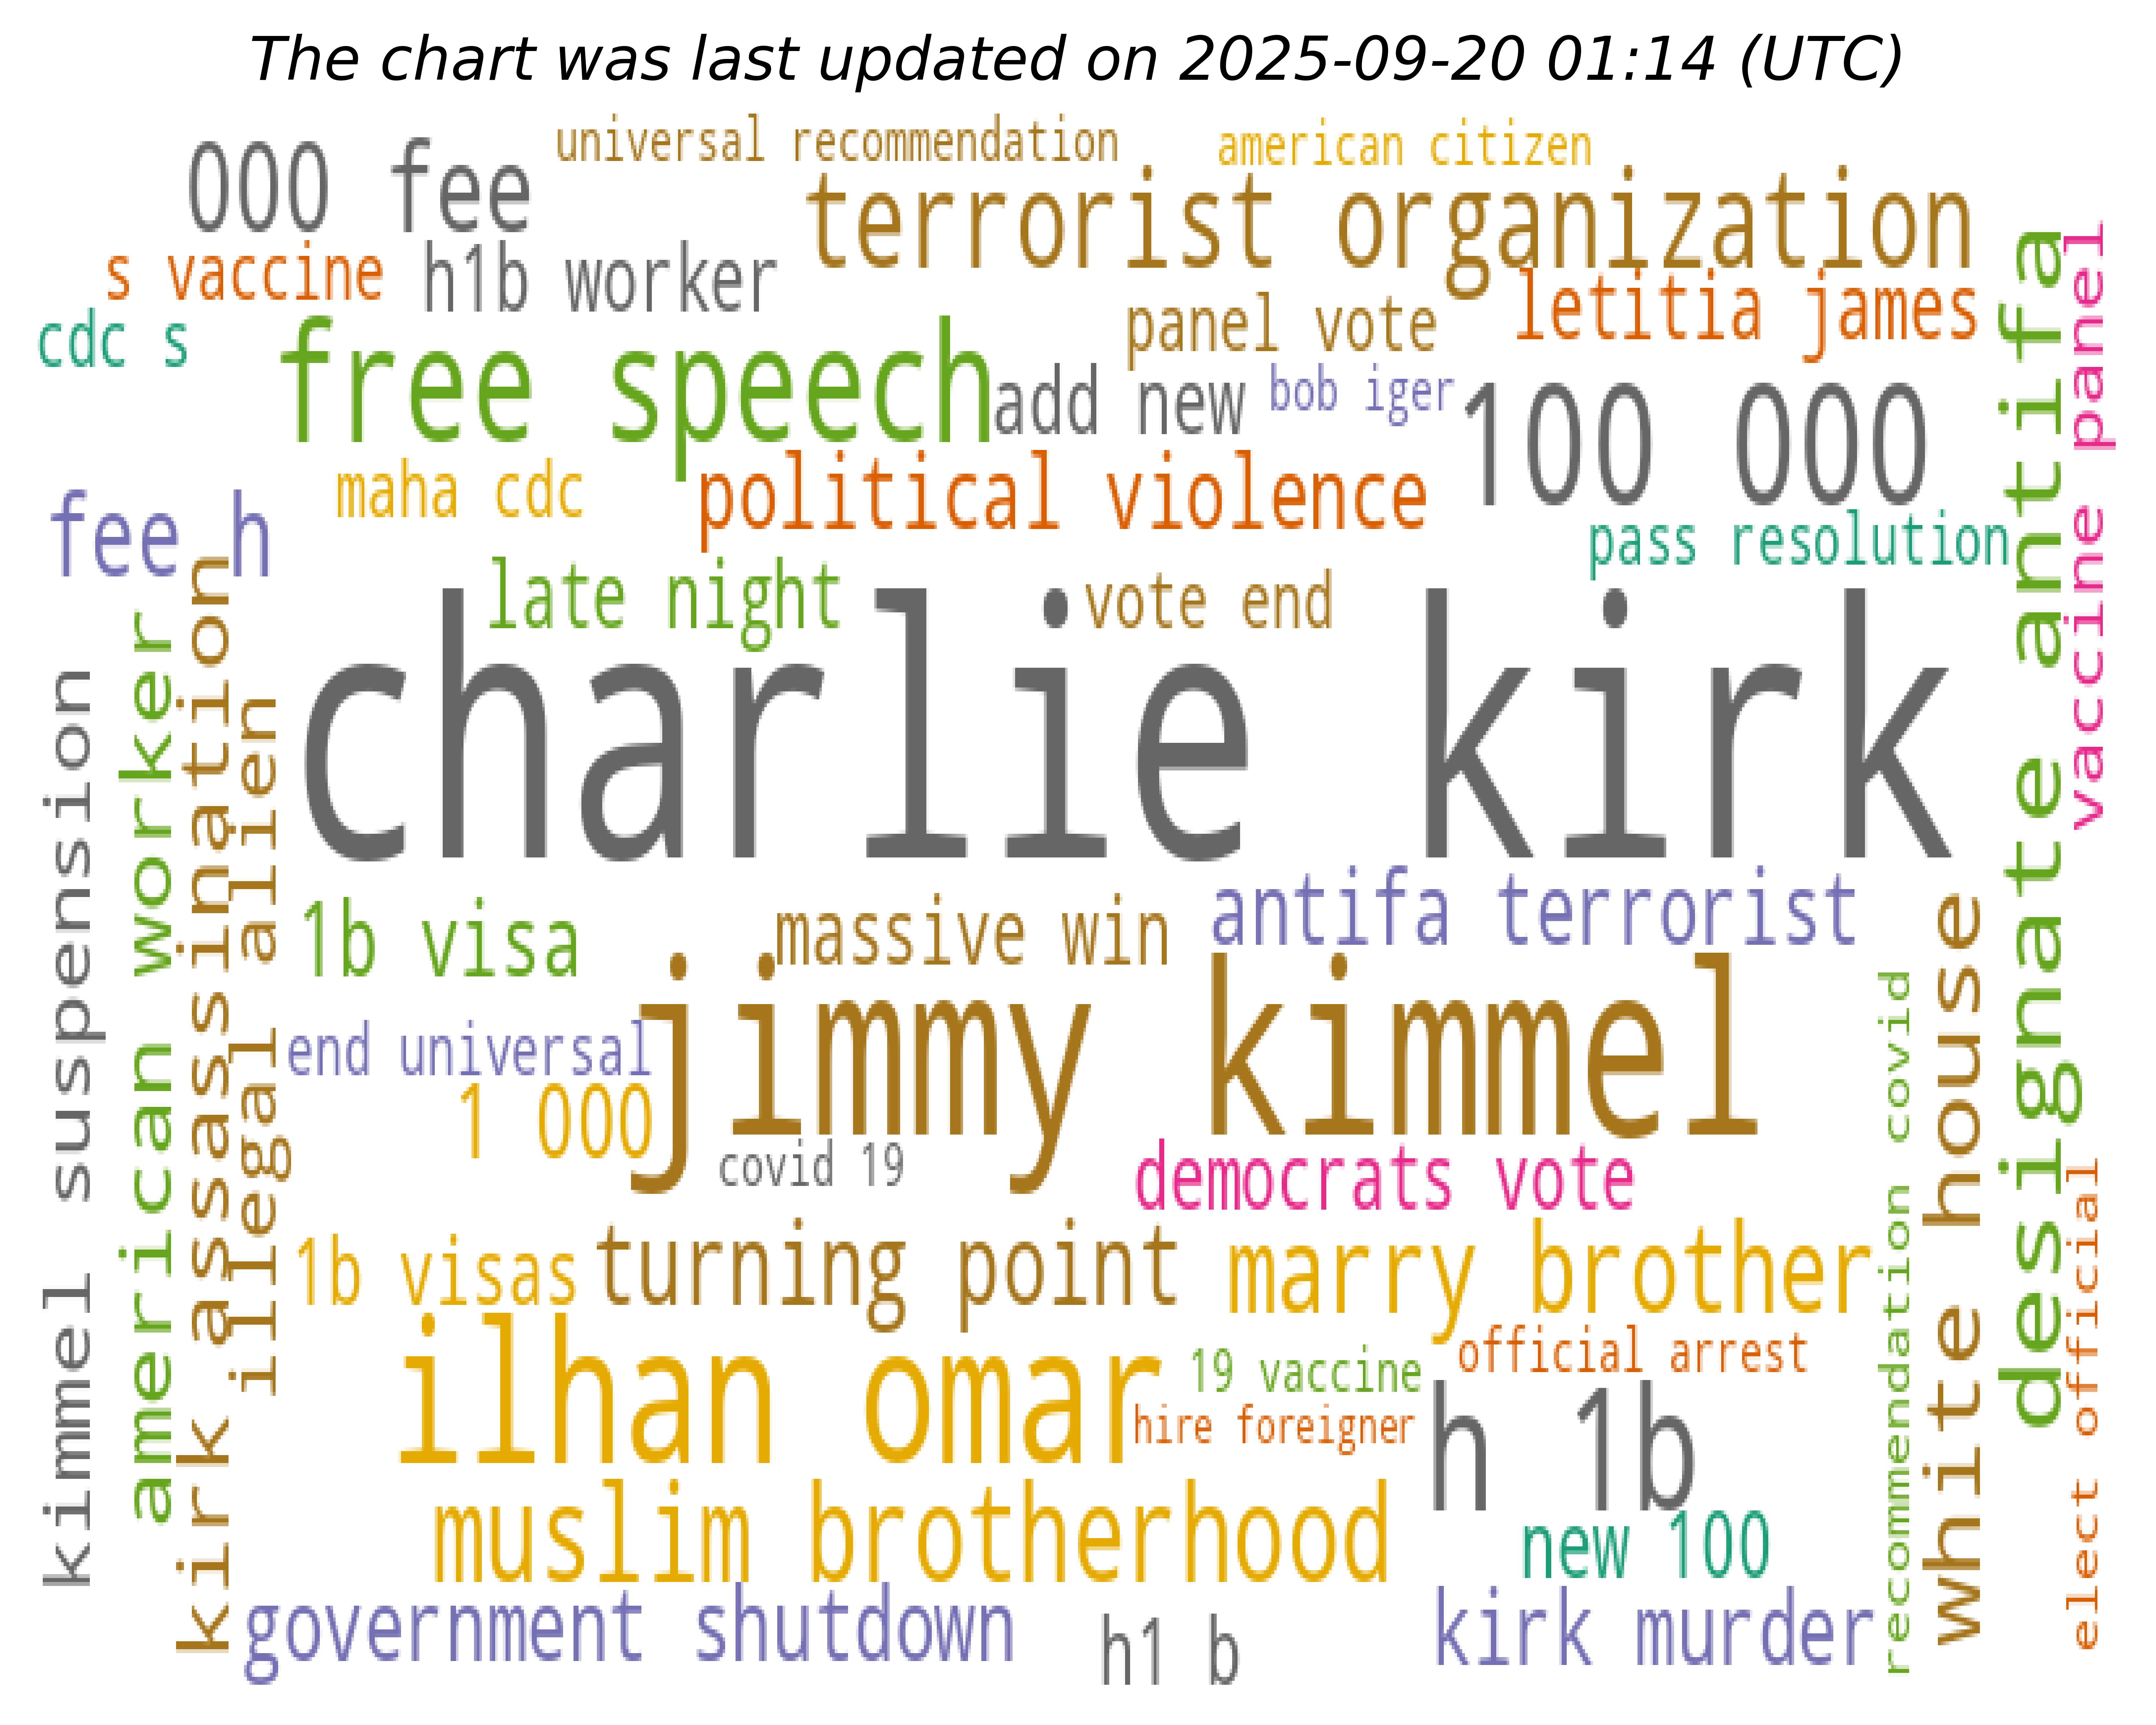 The chart was last updated on 2025-09-20 01:14 (UTC)
universal recommendation
american citizen
000 fee
terrorist organization
s vaccine
h1b worker
letitia james
panel vote
cdc s
free speech
add new
bob iger
100 000
maha cdc
political violence
fee h
pass resolution
late night
vote end
charlie kirk
designate antifa
vaccine panel
kimmel suspension
american worker
kirk assassination
illegal alien
1b visa
massive win
antifa terrorist
jimmy kimmel
end universal
1 000
covid 19
democrats vote
recommendation covid
white house
elect official
1b visas
turning point
marry brother
ilhan omar
19 vaccine
official arrest
hire foreigner
h 1b
muslim brotherhood
new 100
government shutdown
h1 b
kirk murder